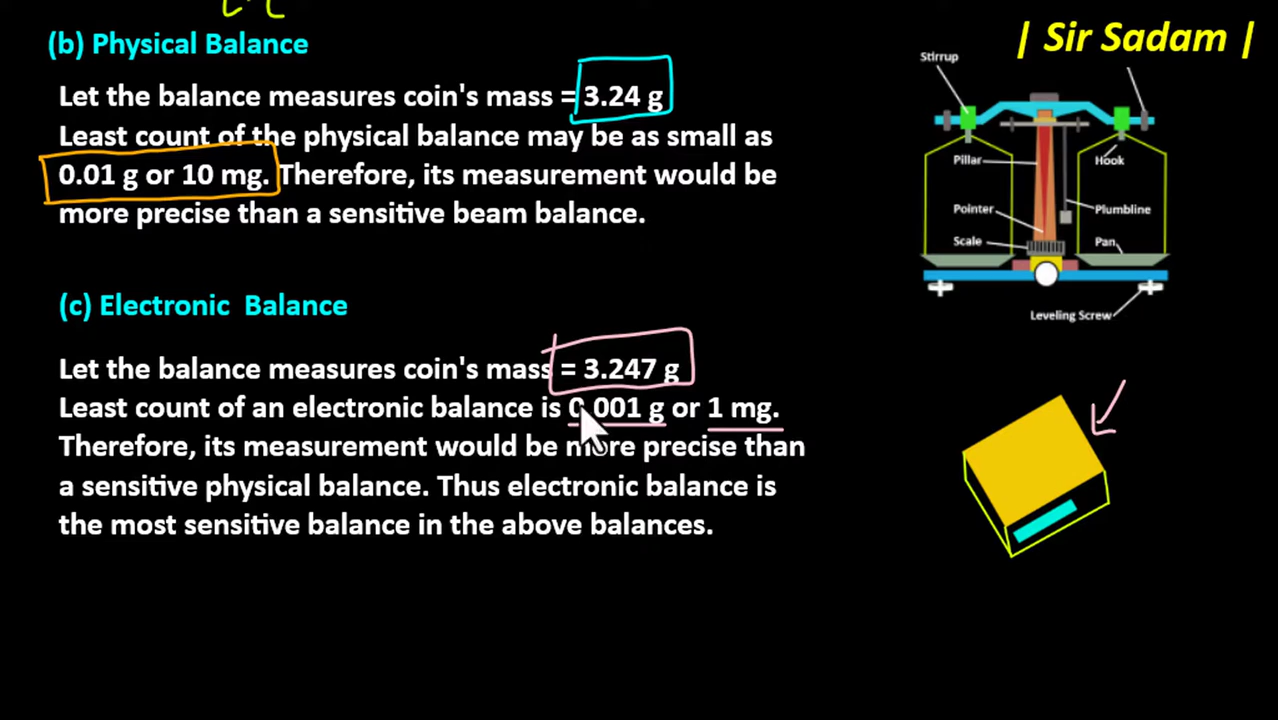 | Sir Sadam |
(b) Physical Balance
Let the balance measures coin's mass = 3.24 g
Least count of the physical balance may be as small as
0.01 g or 10 mg. Therefore, its measurement would be
more precise than a sensitive beam balance.
Stirrup
Pillar
Hook
Pointer
Plumbline
Scale
Pan
Leveling Screw
(c) Electronic Balance
Let the balance measures coin's mass = 3.247 g
Least count of an electronic balance is 0.001 g or 1 mg.
Therefore, its measurement would be more precise than
a sensitive physical balance. Thus electronic balance is
the most sensitive balance in the above balances.